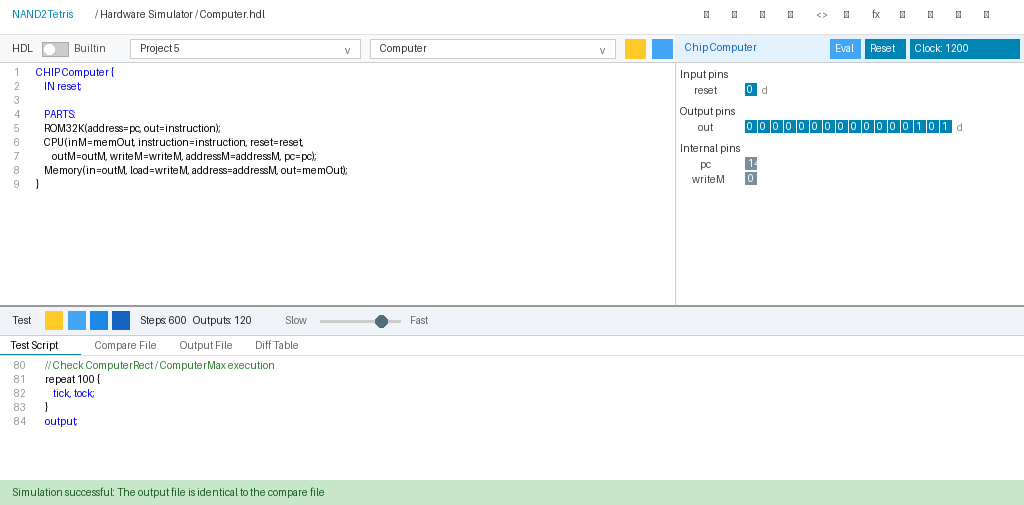 NAND2Tetris / Hardware Simulator / Computer.hdl <> fx
HDL Builtin Project 5 v Computer v Chip Computer Eval Reset Clock: 1200
1 CHIP Computer {
2 IN reset;
3
4 PARTS:
5 ROM32K(address=pc, out=instruction);
6 CPU(inM=memOut, instruction=instruction, reset=reset,
7 outM=outM, writeM=writeM, addressM=addressM, pc=pc);
8 Memory(in=outM, load=writeM, address=addressM, out=memOut);
9 }
Input pins
reset 0 d
Output pins
out 0 0 0 0 0 0 0 0 0 0 0 0 0 1 0 1 d
Internal pins
pc
writeM 0
Test Steps: 600 Outputs: 120 Slow Fast
Test Script Compare File Output File Diff Table
80 // Check ComputerRect / ComputerMax execution
81 repeat 100 {
82 tick, tock;
83 }
84 output;
Simulation successful: The output file is identical to the compare file